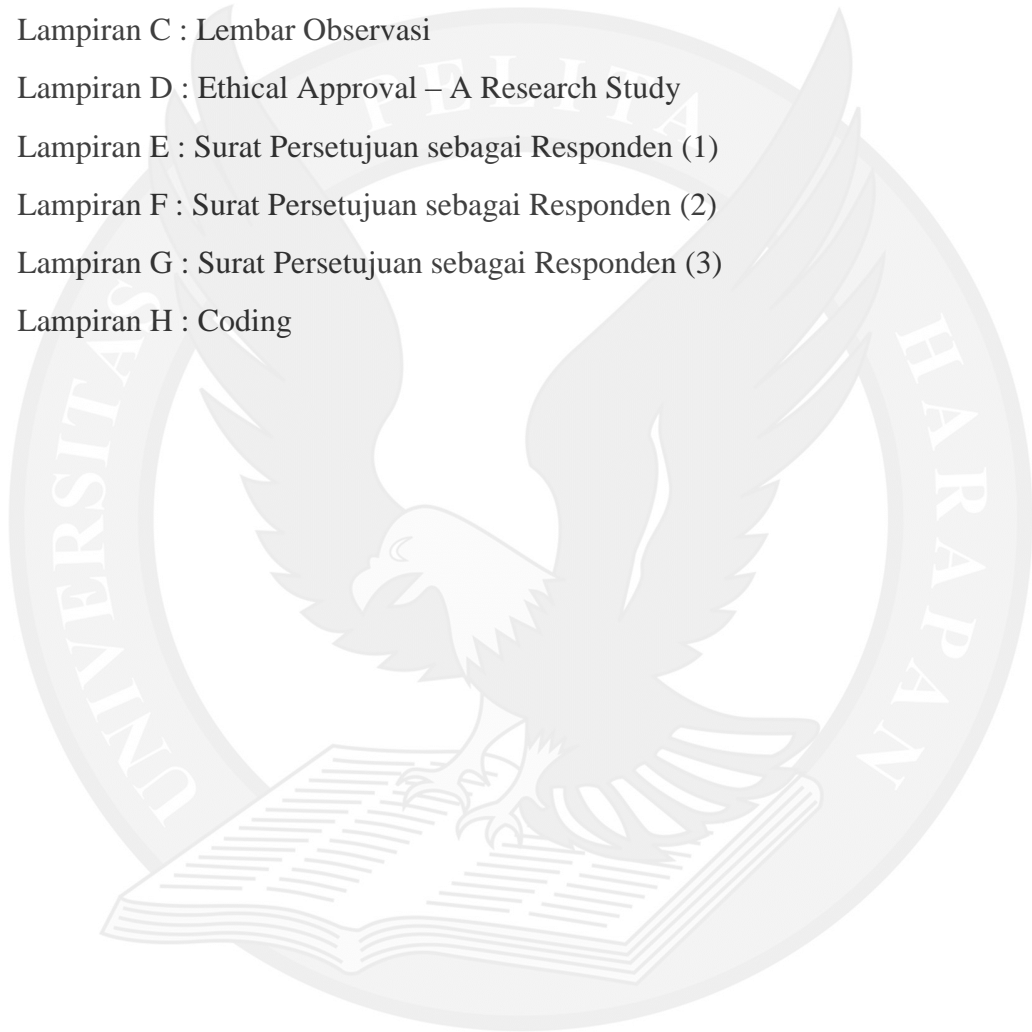 Lampiran C : Lembar Observasi
Lampiran D : Ethical Approval – A Research Study
Lampiran E : Surat Persetujuan sebagai Responden (1)
Lampiran F : Surat Persetujuan sebagai Responden (2)
Lampiran G : Surat Persetujuan sebagai Responden (3)
Lampiran H : Coding
UNIVERSITAS PELITA HARAPAN